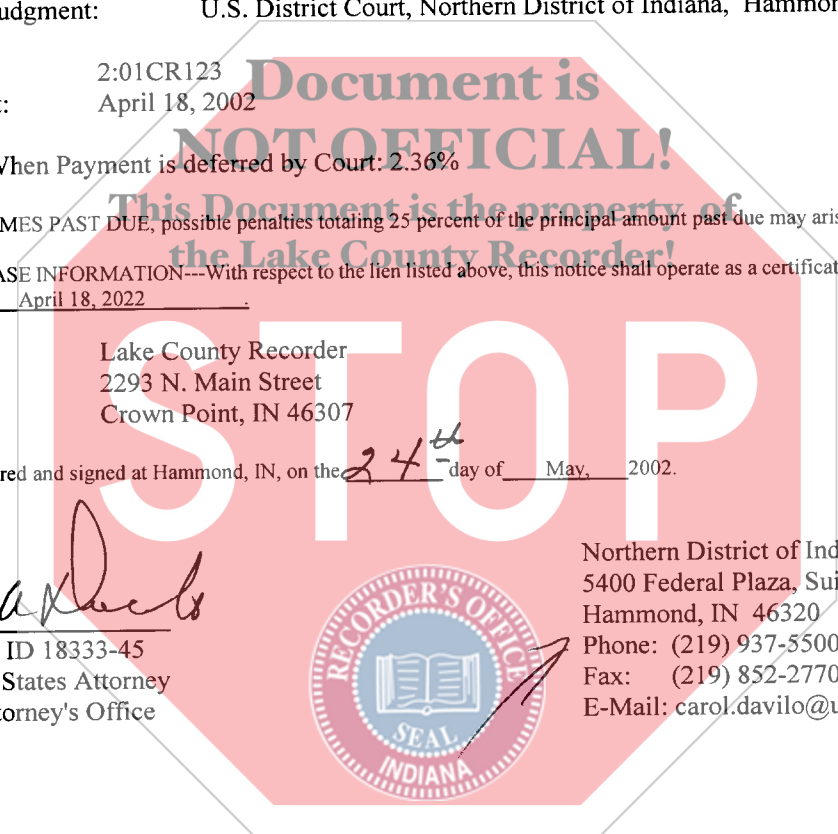 udgment: U.S. District Court, Northern District of Indiana, Hammon
2:01CR123
t: April 18, 2002
Document is
NOT OFFICIAL!
When Payment is deferred by Court: 2.36%
This Document is the property of
MES PAST DUE, possible penalties totaling 25 percent of the principal amount past due may aris
the Lake County Recorder!
ASE INFORMATION---With respect to the lien listed above, this notice shall operate as a certificat
April 18, 2022 .
STOP
Lake County Recorder
2293 N. Main Street
Crown Point, IN 46307
red and signed at Hammond, IN, on the 24th day of May, 2002.
Northern District of Ind
5400 Federal Plaza, Sui
Hammond, IN 46320
ID 18333-45 Phone: (219) 937-5500
States Attorney Fax: (219) 852-2770
torney's Office E-Mail: carol.davilo@u
RECORDER'S OFFICE
SEAL
INDIANA